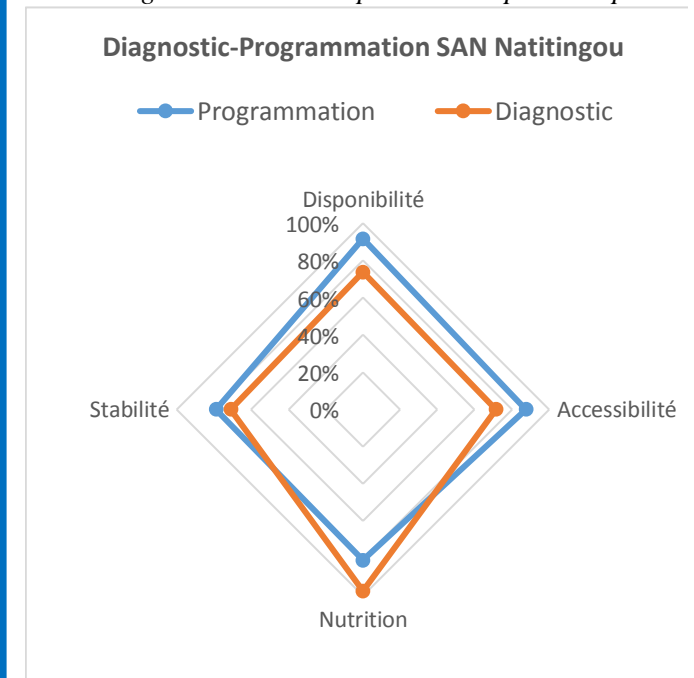 Diagnostic-Programmation SAN Natitingou
Programmation Diagnostic
Disponibilité
100%
80%
60%
40%
20%
0%
Stabilité
Accessibilité
Nutrition